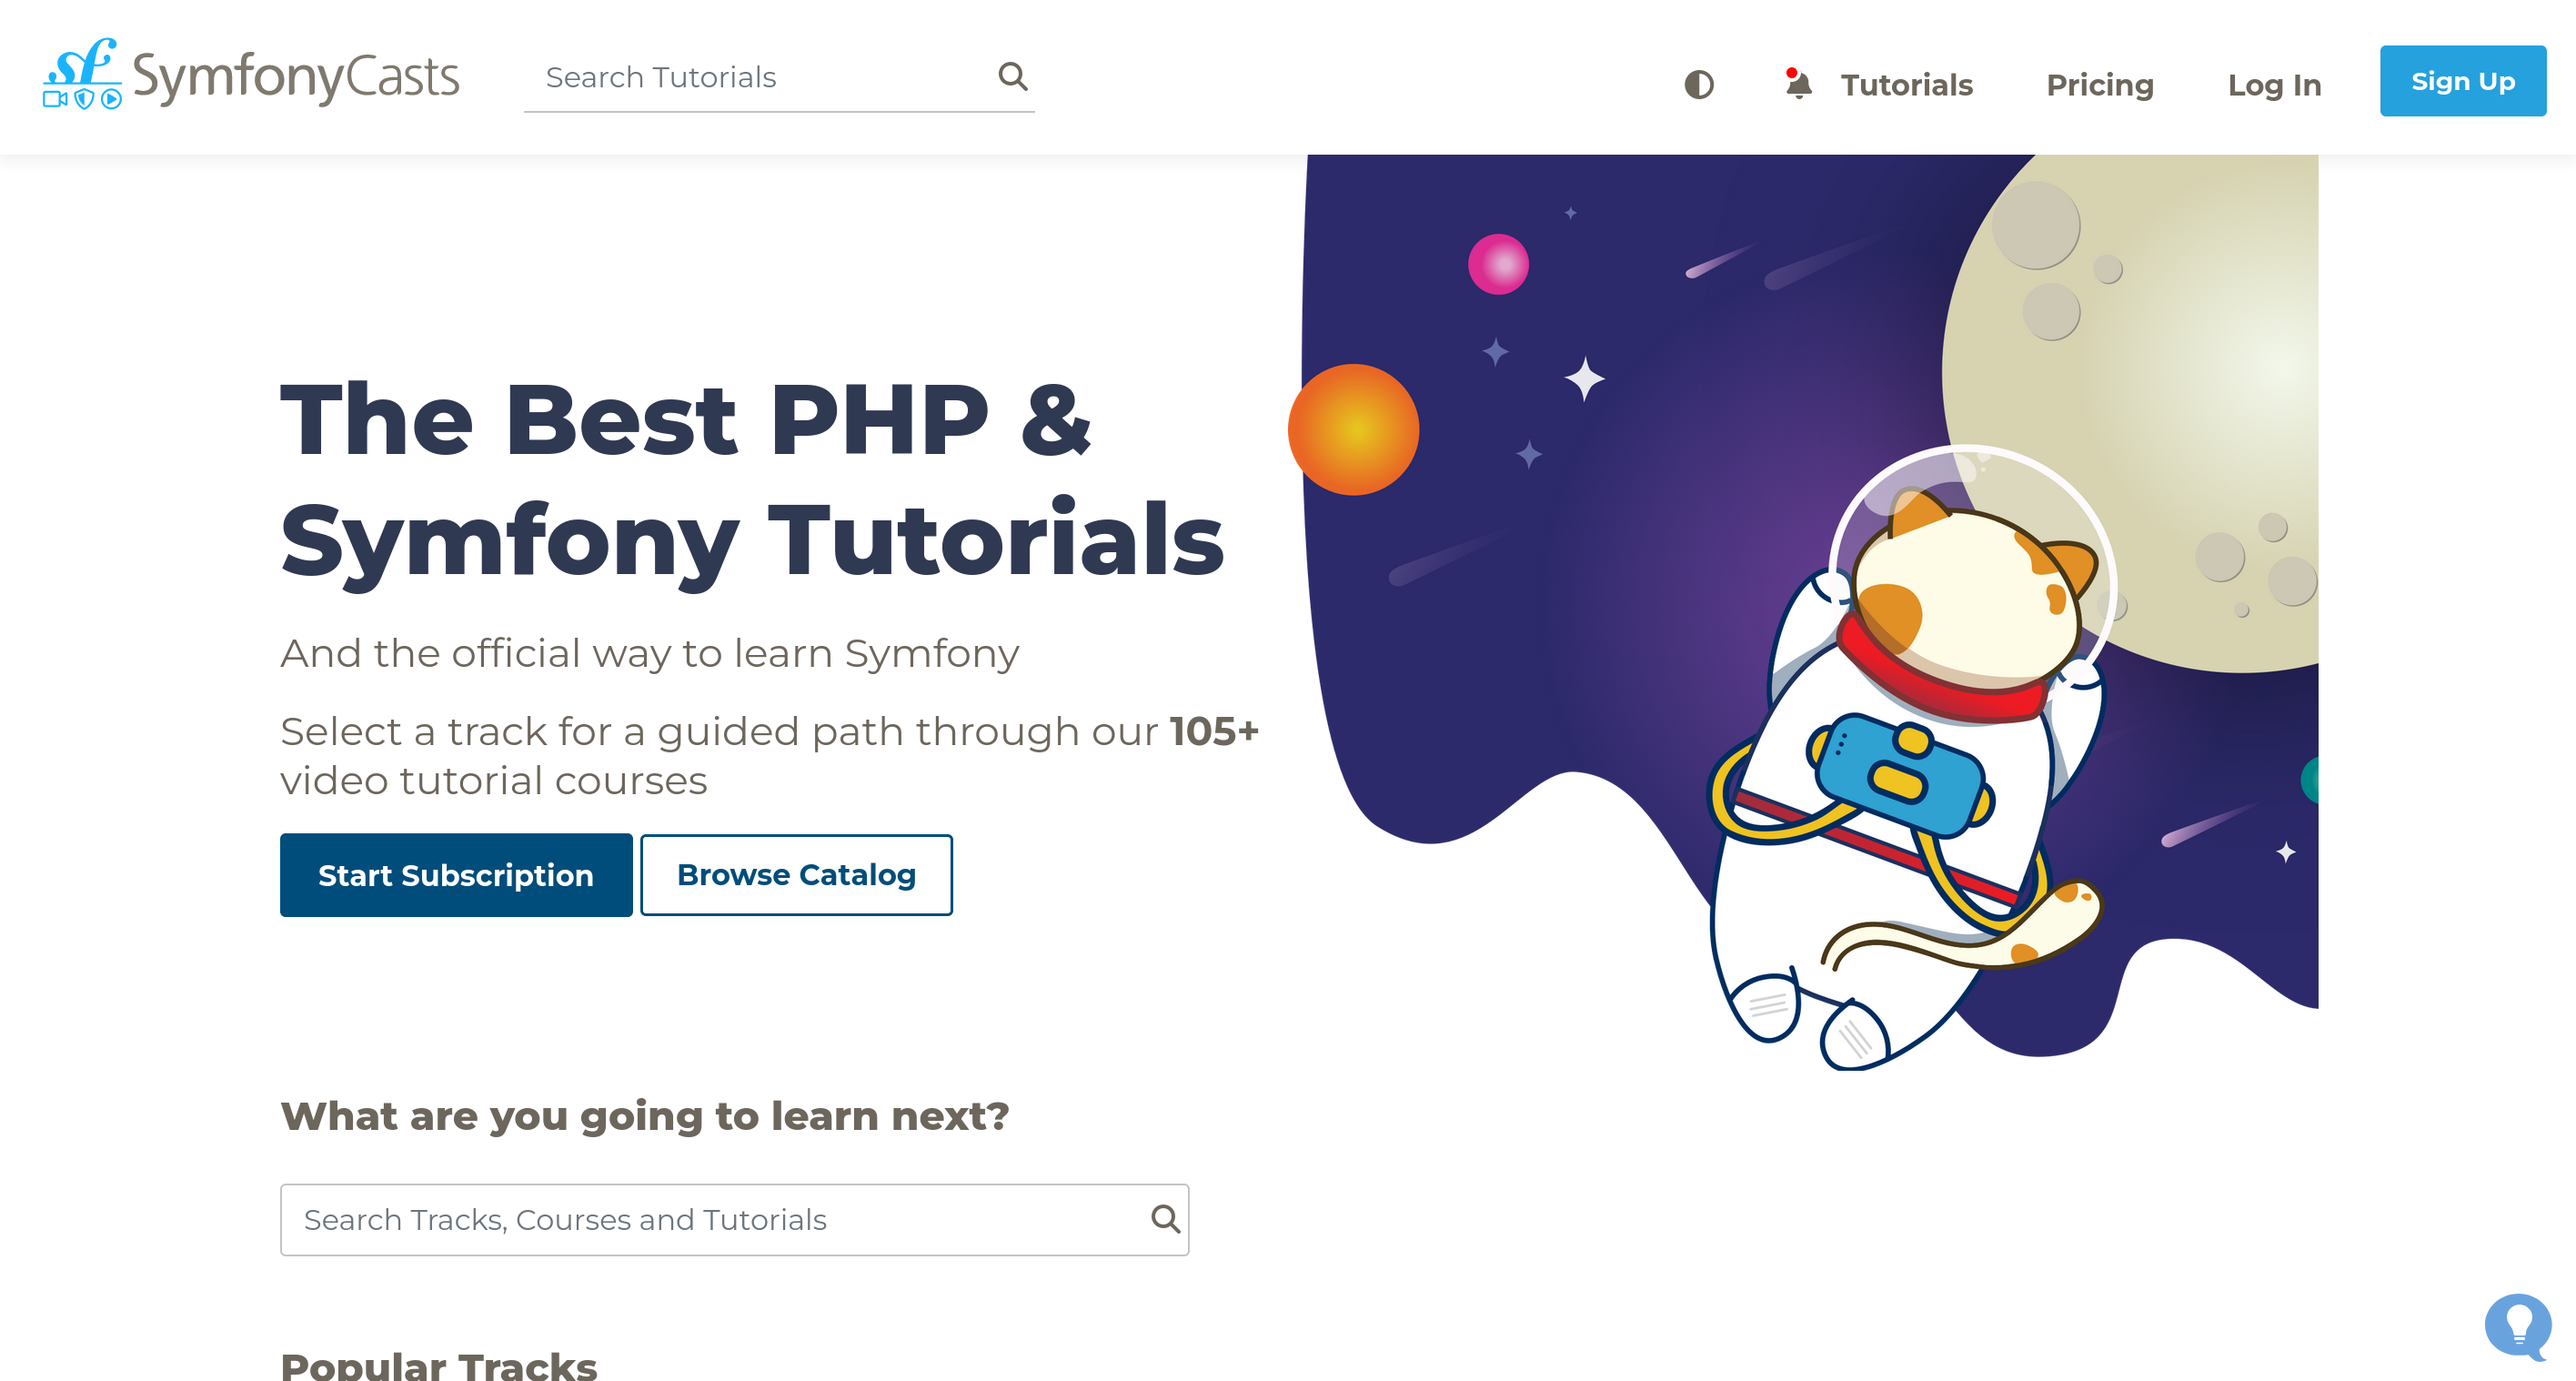 sf SymfonyCasts
Search Tutorials
Tutorials
Pricing
Log In
Sign Up
The Best PHP &
Symfony Tutorials
And the official way to learn Symfony
Select a track for a guided path through our 105+
video tutorial courses
Start Subscription
Browse Catalog
What are you going to learn next?
Search Tracks, Courses and Tutorials
Popular Tracks